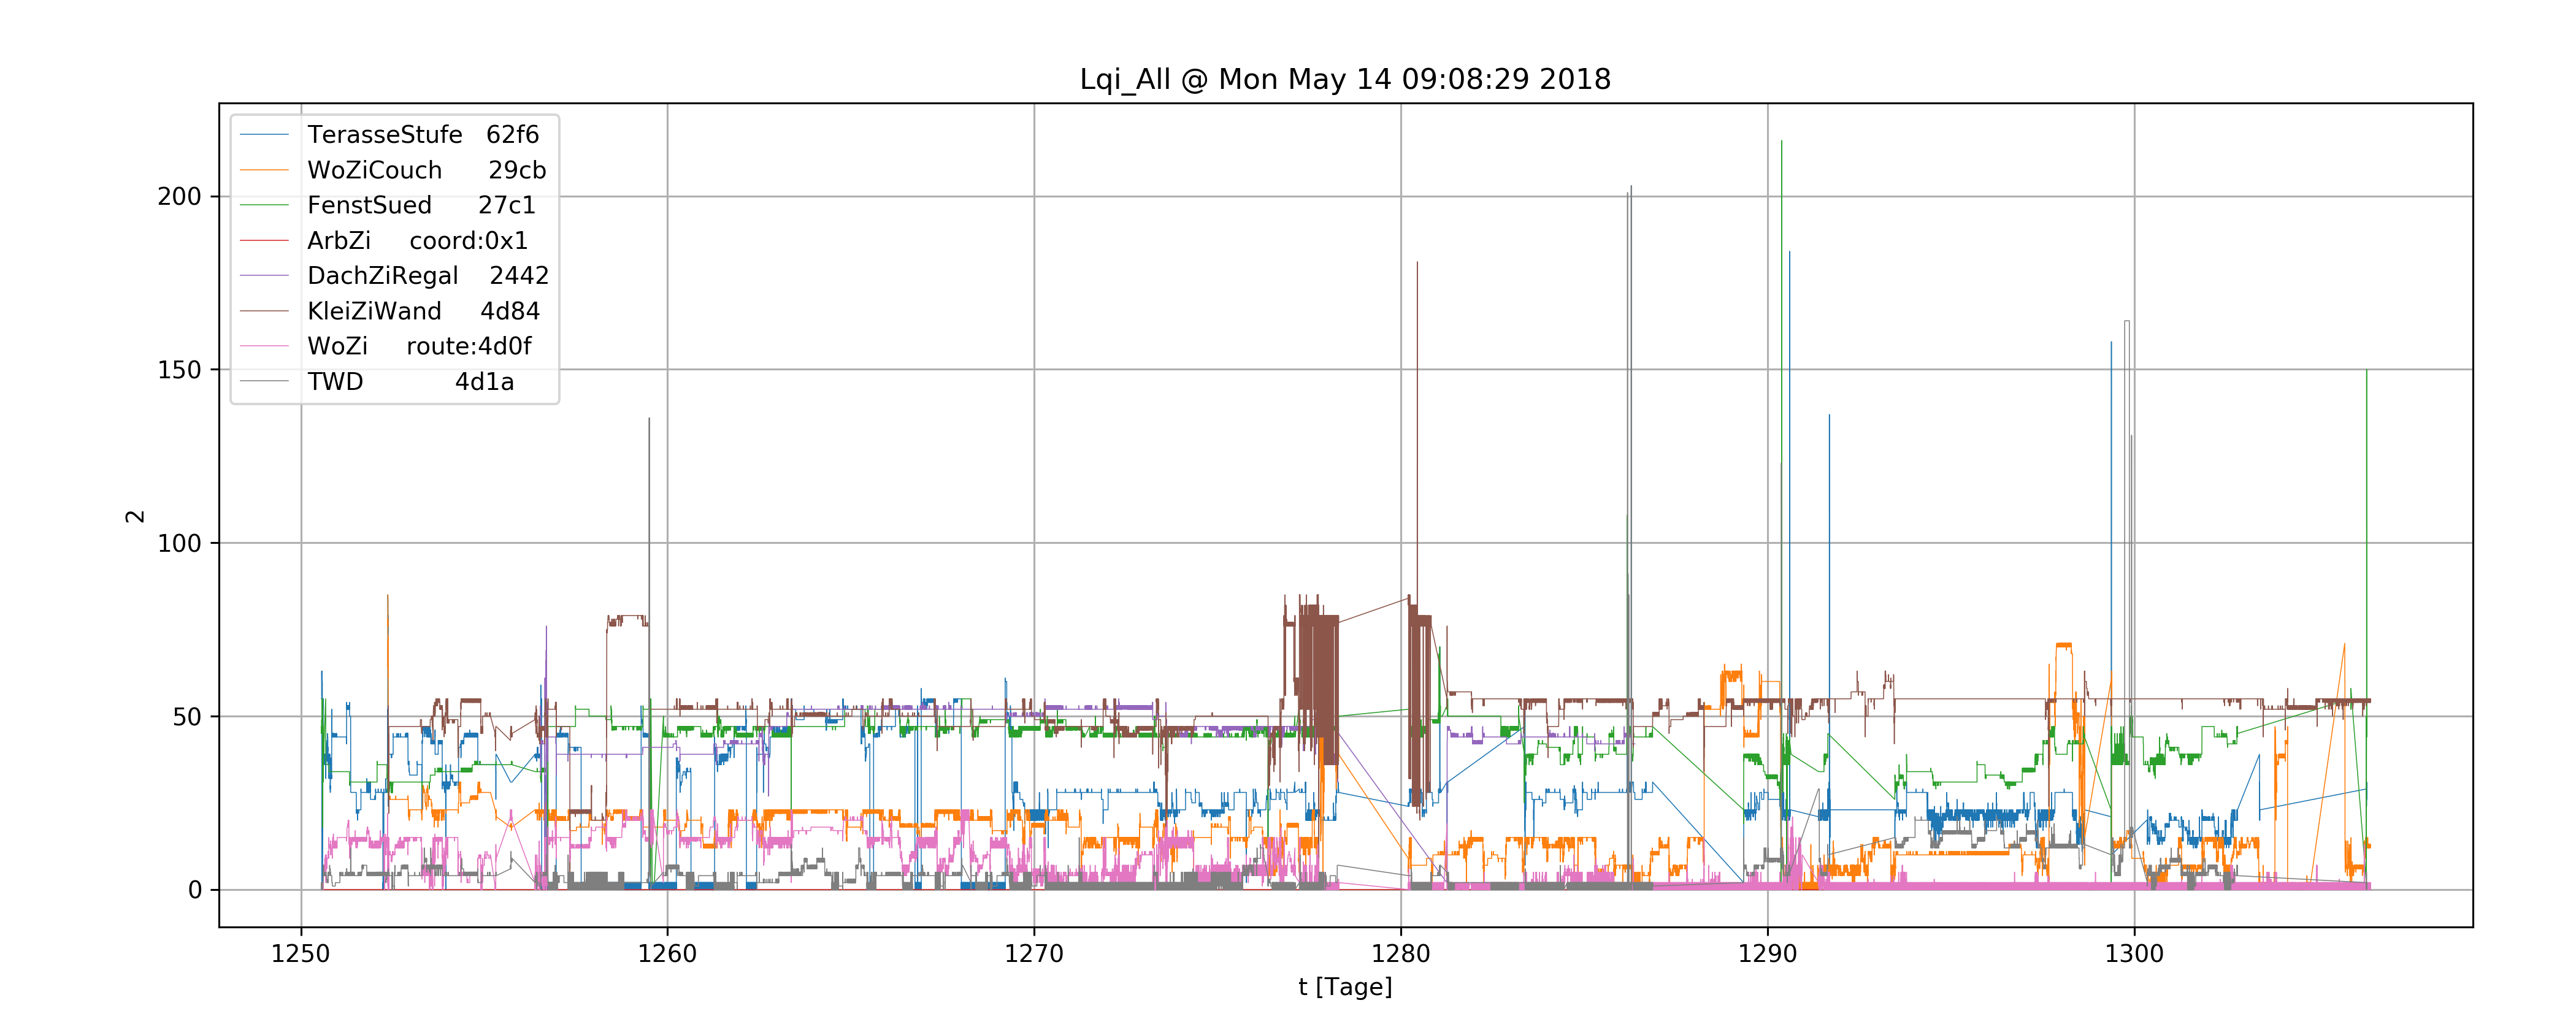 Lqi_All @ Mon May 14 09:08:29 2018
TerasseStufe 62f6
WoZiCouch 29cb
FenstSued 27c1
ArbZi coord:0x1
DachZiRegal 2442
KleiZiWand 4d84
WoZi route:4d0f
TWD 4d1a
200
150
100
50
0
2
1250 1260 1270 1280 1290 1300
t [Tage]